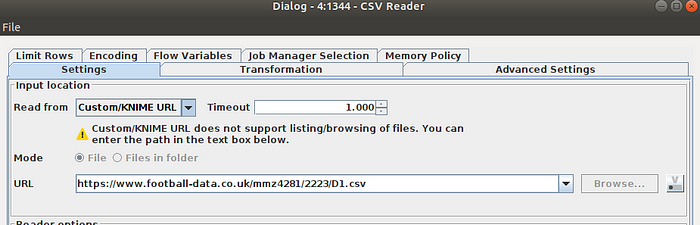 Dialog - 4:1344 - CSV Reader
File
Limit Rows Encoding Flow Variables Job Manager Selection Memory Policy
Settings Transformation Advanced Settings
Input location
Read from Custom/KNIME URL Timeout 1.000
Custom/KNIME URL does not support listing/browsing of files. You can
enter the path in the text box below.
Mode File Files in folder
URL https://www.football-data.co.uk/mmz4281/2223/D1.csv Browse... V
Reader options